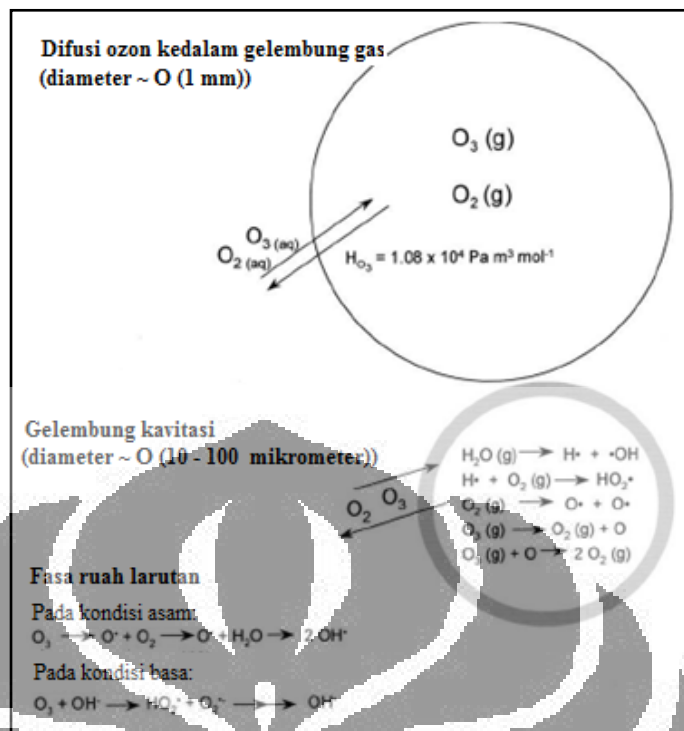 Difusi ozon kedalam gelembung gas
(diameter ~ O (1 mm))
O₃ (g)
O₂ (g)
O₃ (aq)
O₂ (aq)
H_O₃ = 1.08 x 10⁴ Pa m³ mol⁻¹
Gelembung kavitasi
(diameter ~ O (10 - 100 mikrometer))
H₂O (g) → H• + •OH
H• + O₂ (g) → HO₂•
O₂ (g) → O• + O•
O₃ (g) → O₂ (g) + O
O₃ (g) + O → 2 O₂ (g)
O₂ O₃
Fasa ruah larutan
Pada kondisi asam:
O₃ → O• + O₂ → O• + H₂O → 2 OH•
Pada kondisi basa:
O₃ + OH⁻ → HO₂• + O₂•⁻ → → OH•